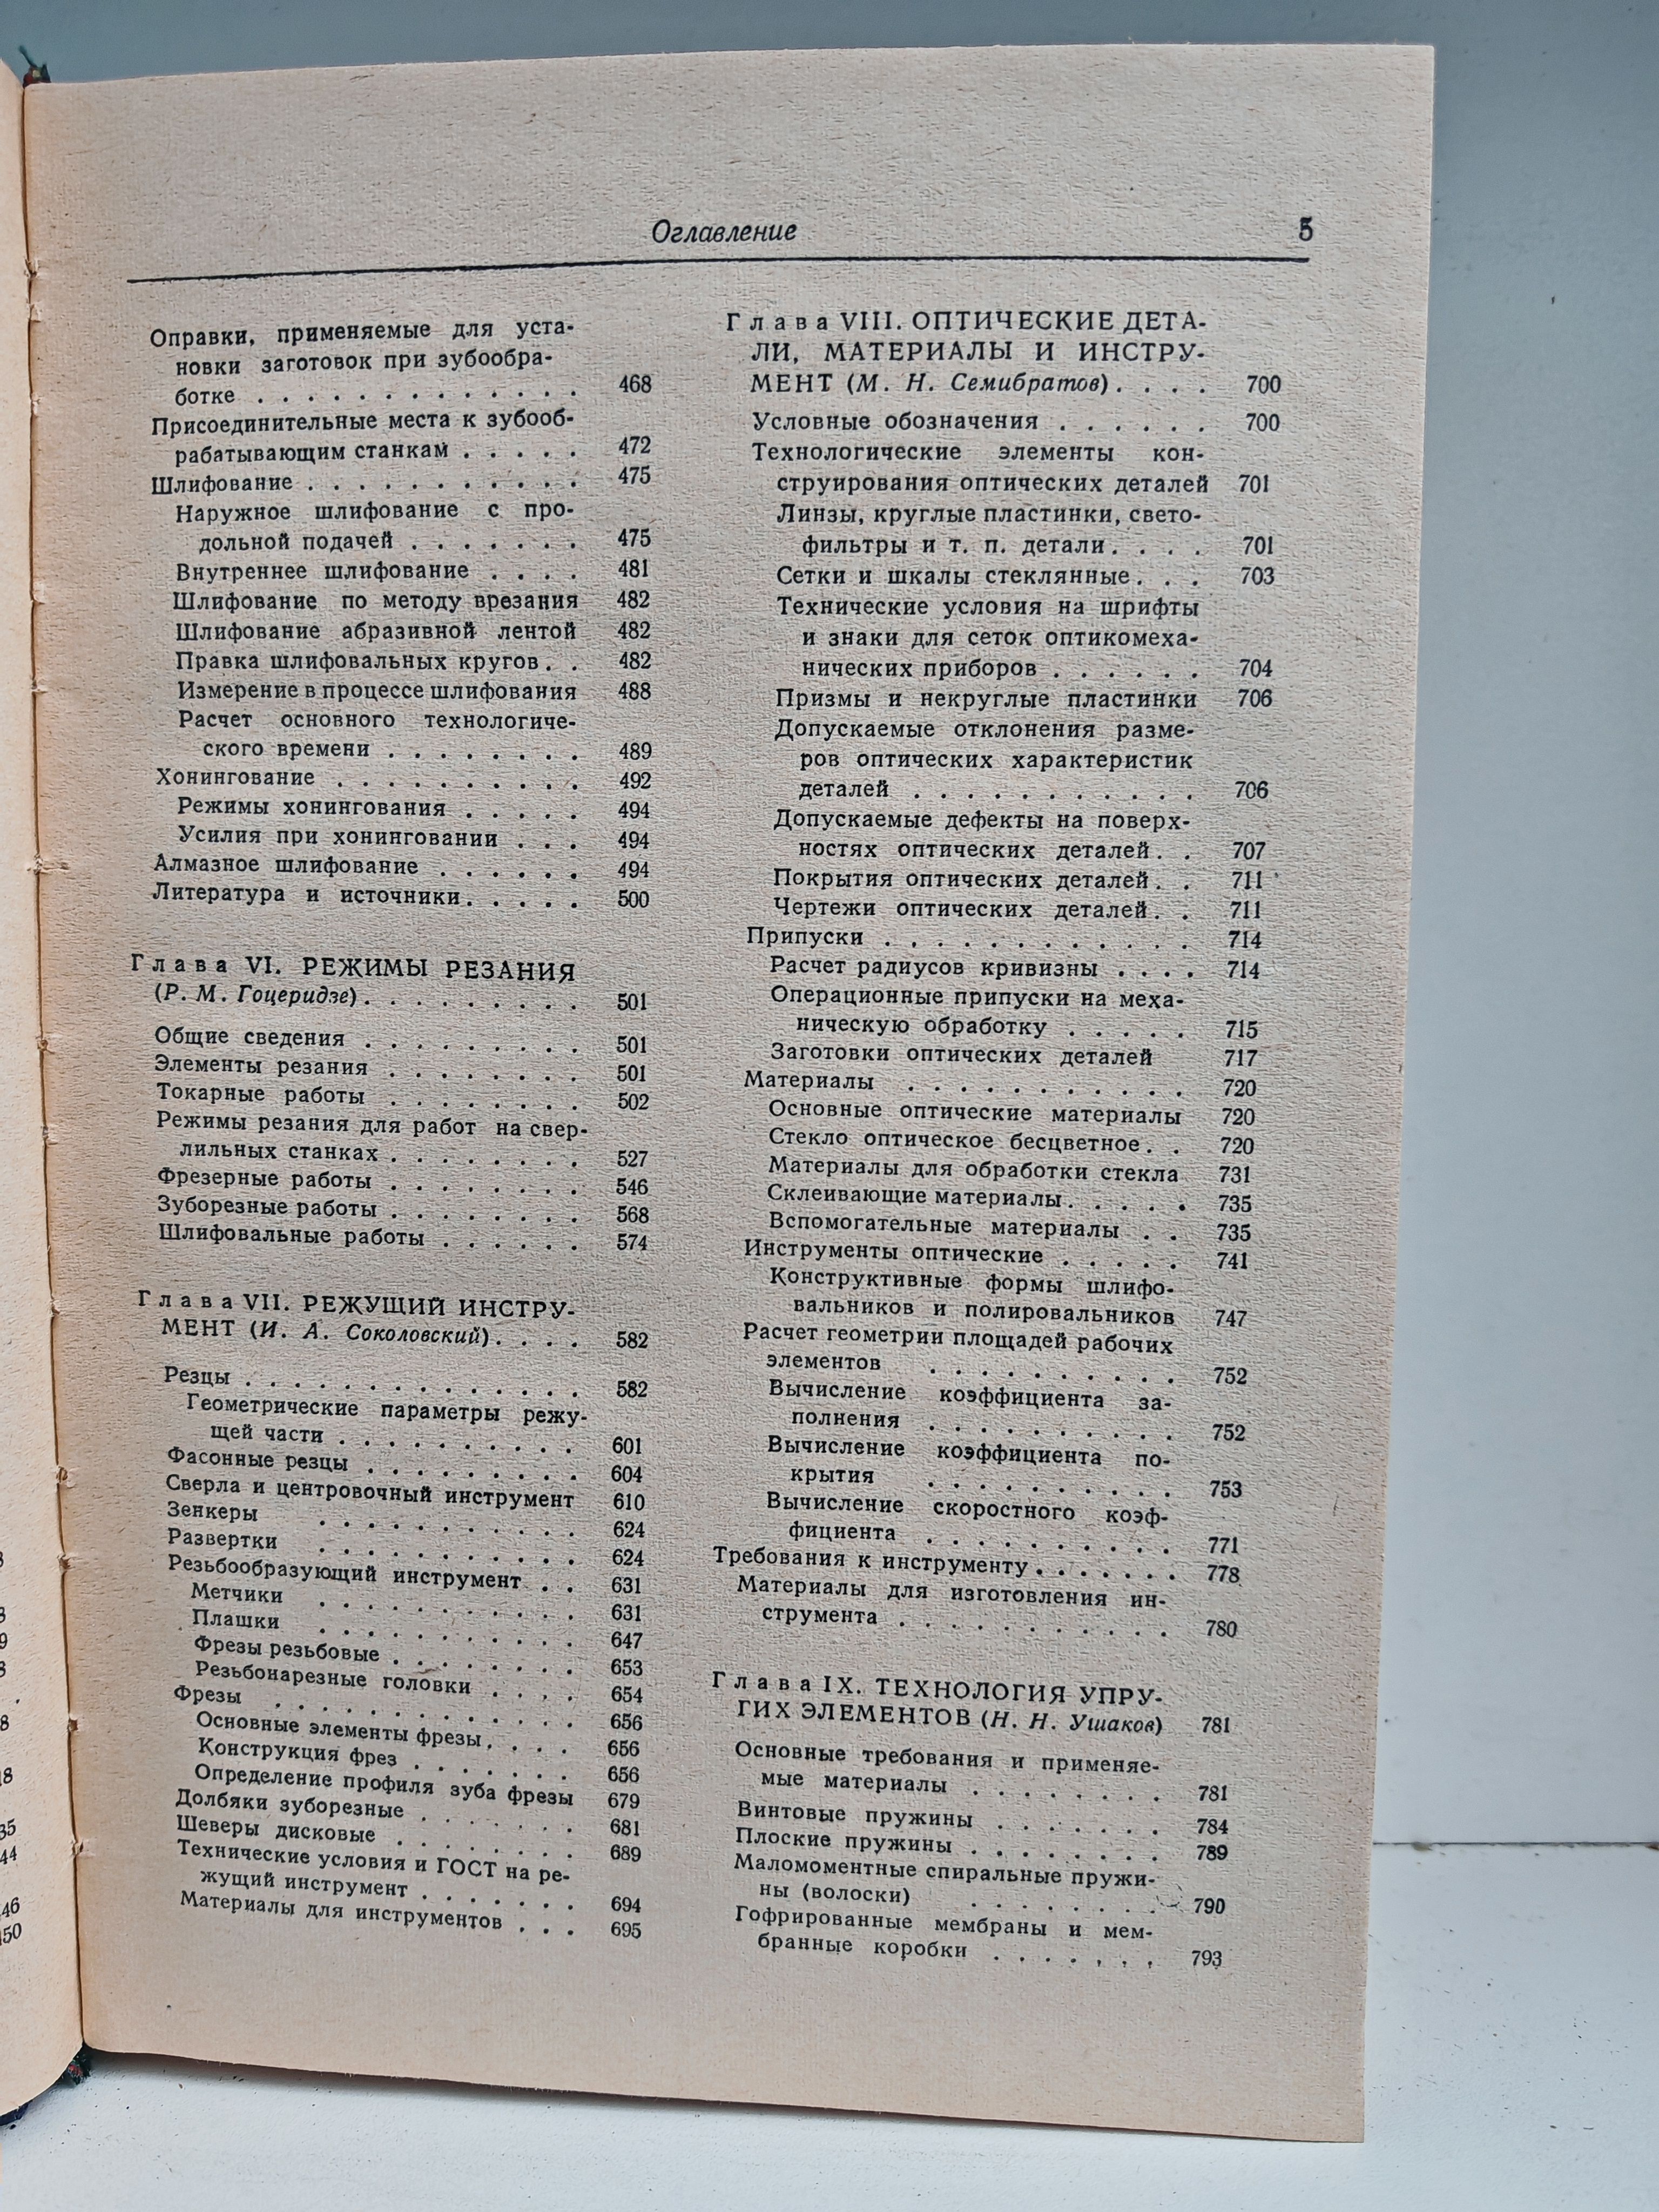 Оглавление 5
Оправки, применяемые для уста-
новки заготовок при зубообра-
ботке . . . . . . . . . . . . . 468
Присоединительные места к зубооб-
рабатывающим станкам . . . . . 472
Шлифование . . . . . . . . . . . 475
Наружное шлифование с про-
дольной подачей . . . . . . . 475
Внутреннее шлифование . . . . 481
Шлифование по методу врезания 482
Шлифование абразивной лентой 482
Правка шлифовальных кругов . . 482
Измерение в процессе шлифования 488
Расчет основного технологиче-
ского времени . . . . . . . . 489
Хонингование . . . . . . . . . . 492
Режимы хонингования . . . . . 494
Усилия при хонинговании . . . 494
Алмазное шлифование . . . . . . 494
Литература и источники . . . . . 500
Глава VI. РЕЖИМЫ РЕЗАНИЯ
(Р. М. Гоцеридзе) . . . . . . . . . 501
Общие сведения . . . . . . . . . 501
Элементы резания . . . . . . . . 501
Токарные работы . . . . . . . . 502
Режимы резания для работ на свер-
лильных станках . . . . . . . . 527
Фрезерные работы . . . . . . . . 546
Зуборезные работы . . . . . . . . 568
Шлифовальные работы . . . . . . 574
Глава VII. РЕЖУЩИЙ ИНСТРУ-
МЕНТ (И. А. Соколовский) . . . . 582
Резцы . . . . . . . . . . . . . . 582
Геометрические параметры режу-
щей части . . . . . . . . . . 601
Фасонные резцы . . . . . . . . . 604
Сверла и центровочный инструмент 610
Зенкеры . . . . . . . . . . . 624
Развертки . . . . . . . . . . . 624
Резьбообразующий инструмент . . 631
Метчики . . . . . . . . . . . 631
Плашки . . . . . . . . . . . 647
Фрезы резьбовые . . . . . . . . 653
Резьбонарезные головки . . . . 654
Фрезы . . . . . . . . . . . . . 656
Основные элементы фрезы . . . . 656
Конструкция фрез . . . . . . . 656
Определение профиля зуба фрезы 679
Долбяки зуборезные . . . . . . . 681
Шеверы дисковые . . . . . . . . 689
Технические условия и ГОСТ на ре-
жущий инструмент . . . . . . 694
Материалы для инструментов . . . 695
Глава VIII. ОПТИЧЕСКИЕ ДЕТА-
ЛИ, МАТЕРИАЛЫ И ИНСТРУ-
МЕНТ (М. Н. Семибратов) . . . . 700
Условные обозначения . . . . . . 700
Технологические элементы кон-
струирования оптических деталей 701
Линзы, круглые пластинки, свето-
фильтры и т. п. детали . . . . 701
Сетки и шкалы стеклянные . . . 703
Технические условия на шрифты
и знаки для сеток оптикомеха-
нических приборов . . . . . . 704
Призмы и некруглые пластинки 706
Допускаемые отклонения разме-
ров оптических характеристик
деталей . . . . . . . . . . . 706
Допускаемые дефекты на поверх-
ностях оптических деталей . . 707
Покрытия оптических деталей . . 711
Чертежи оптических деталей . . 711
Припуски . . . . . . . . . . . . 714
Расчет радиусов кривизны . . . . 714
Операционные припуски на меха-
ническую обработку . . . . . 715
Заготовки оптических деталей 717
Материалы . . . . . . . . . . . 720
Основные оптические материалы 720
Стекло оптическое бесцветное . . 720
Материалы для обработки стекла 731
Склеивающие материалы . . . . . 735
Вспомогательные материалы . . 735
Инструменты оптические . . . . . 741
Конструктивные формы шлифо-
вальников и полировальников 747
Расчет геометрии площадей рабочих
элементов . . . . . . . . . . 752
Вычисление коэффициента за-
полнения . . . . . . . . . . 752
Вычисление коэффициента по-
крытия . . . . . . . . . . 753
Вычисление скоростного коэф-
фициента . . . . . . . . . . 771
Требования к инструменту . . . . . . . 778
Материалы для изготовления ин-
струмента . . . . . . . . . . . 780
Глава IX. ТЕХНОЛОГИЯ УПРУ-
ГИХ ЭЛЕМЕНТОВ (Н. Н. Ушаков) 781
Основные требования и применяе-
мые материалы . . . . . . . . 781
Винтовые пружины . . . . . . . 784
Плоские пружины . . . . . . . . 789
Маломоментные спиральные пружи-
ны (волоски) . . . . . . . . 790
Гофрированные мембраны и мем-
бранные коробки . . . . . . . 793